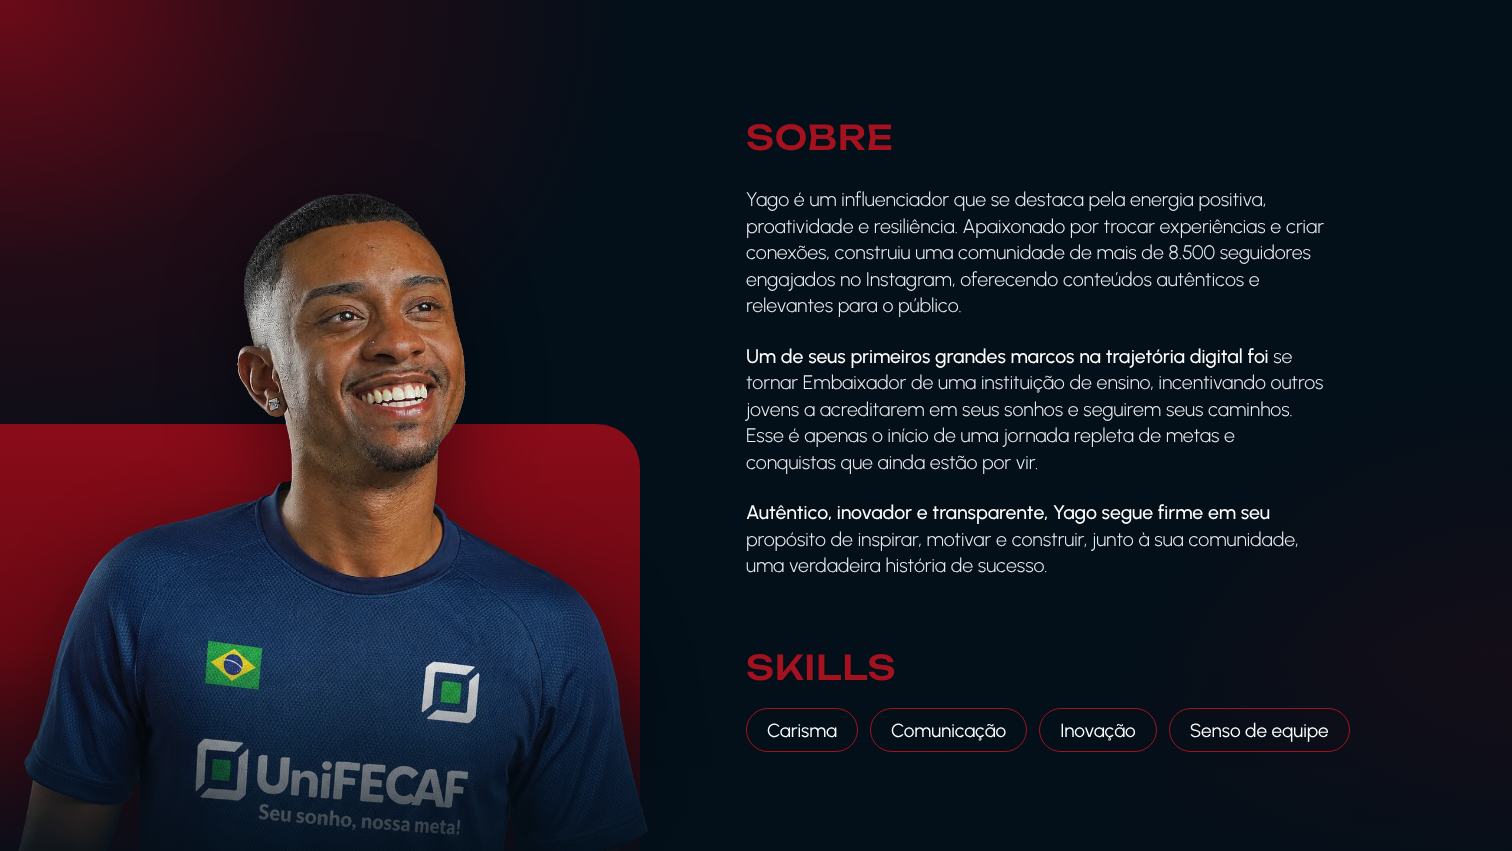 SOBRE
Yago é um influenciador que se destaca pela energia positiva,
proatividade e resiliência. Apaixonado por trocar experiências e criar
conexões, construiu uma comunidade de mais de 8.500 seguidores
engajados no Instagram, oferecendo conteúdos autênticos e
relevantes para o público.
Um de seus primeiros grandes marcos na trajetória digital foi se
tornar Embaixador de uma instituição de ensino, incentivando outros
jovens a acreditarem em seus sonhos e seguirem seus caminhos.
Esse é apenas o início de uma jornada repleta de metas e
conquistas que ainda estão por vir.
Autêntico, inovador e transparente, Yago segue firme em seu
propósito de inspirar, motivar e construir, junto à sua comunidade,
uma verdadeira história de sucesso.
SKILLS
Carisma Comunicação Inovação Senso de equipe
UniFECAF
Seu sonho, nossa meta!